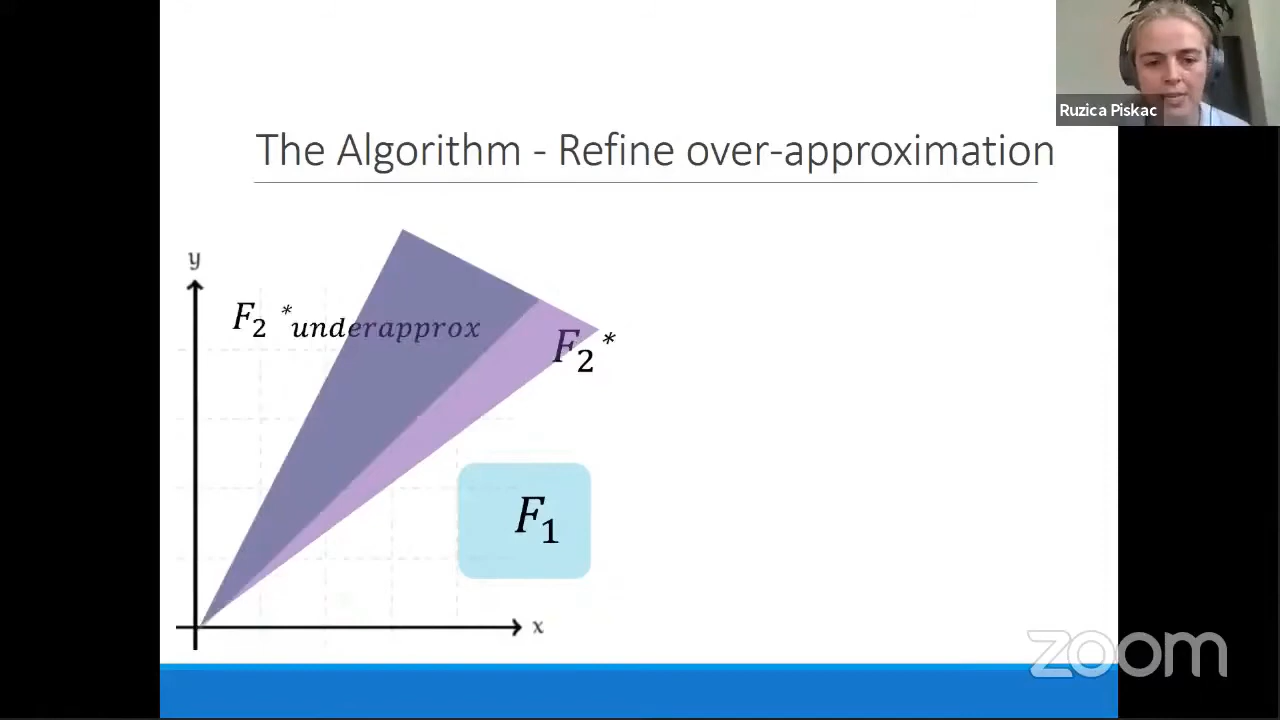 Ruzica Piskac
The Algorithm - Refine over-approximation
y
F₂ *underapprox
F₂*
F₁
x
zoom